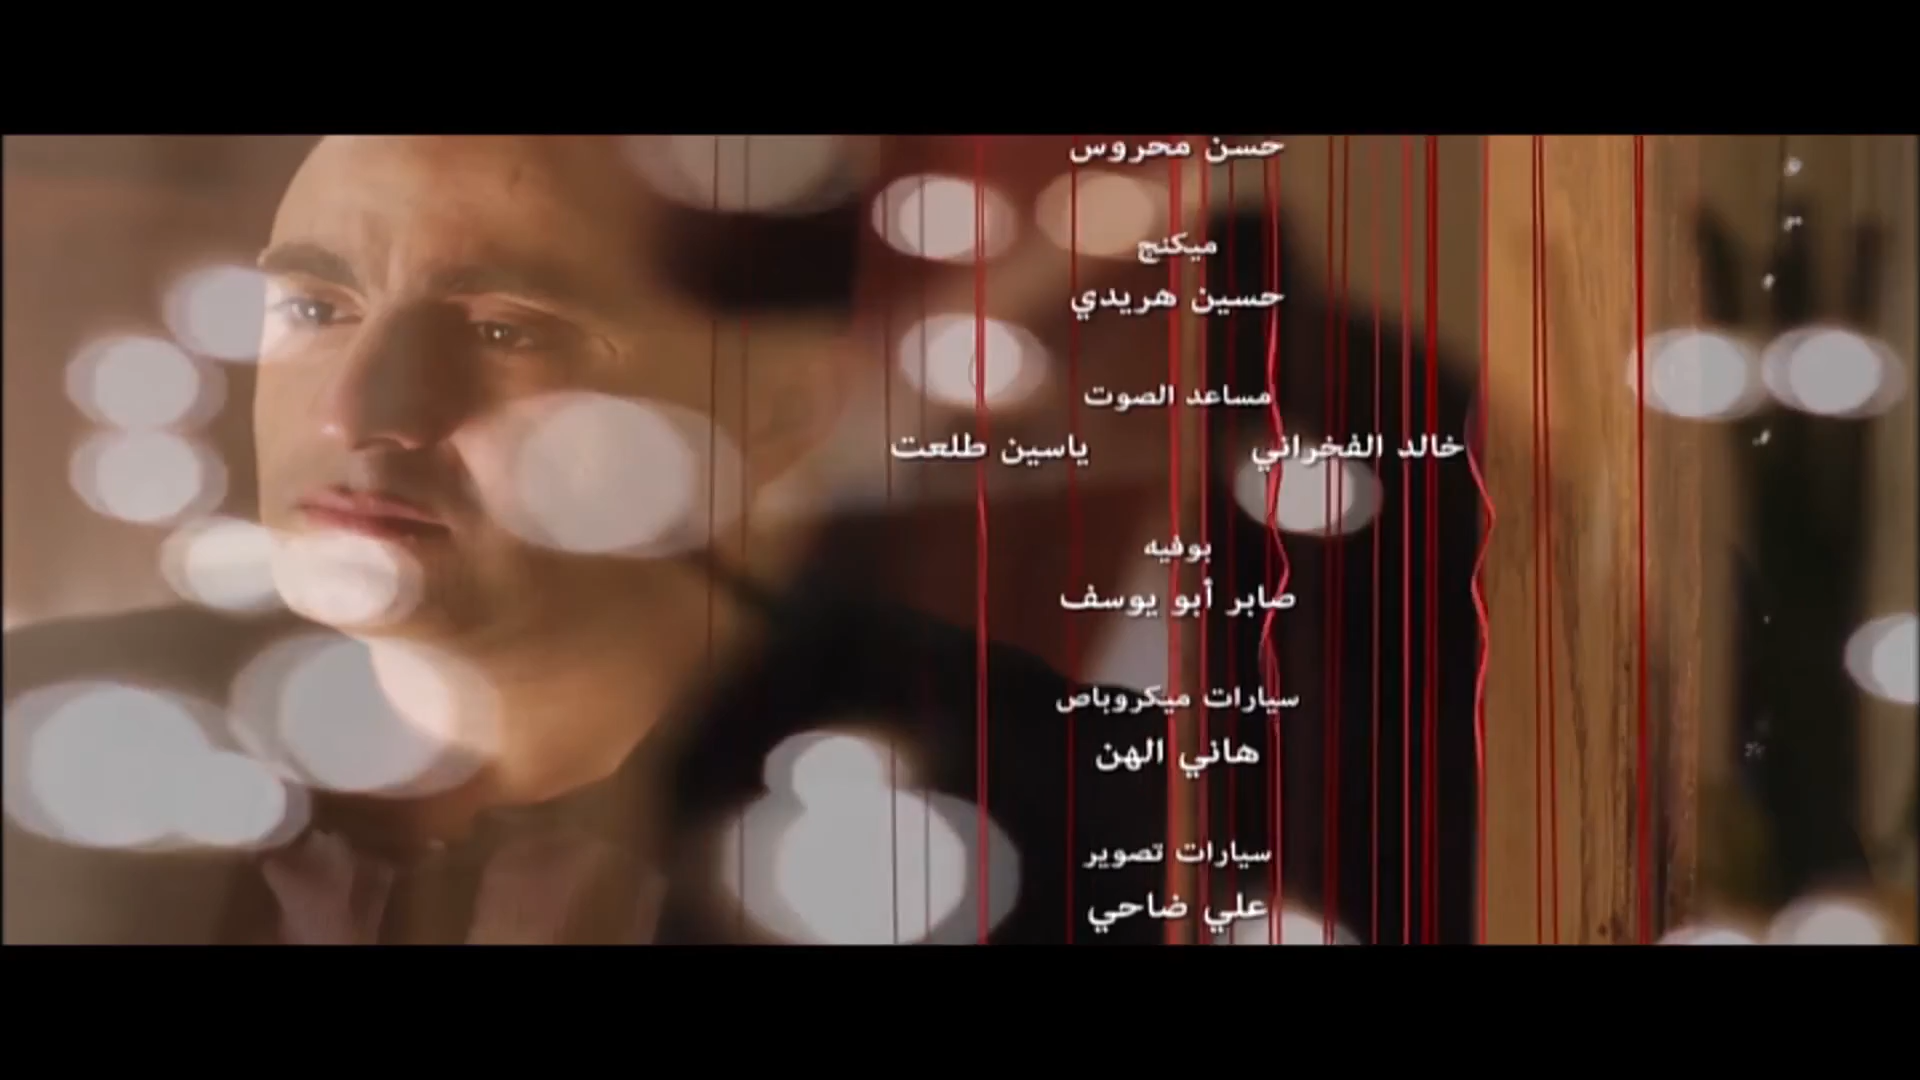 حسن محروس
ميكنج
حسين هريدي
مساعد الصوت
خالد الفخراني ياسين طلعت
بوفيه
صابر أبو يوسف
سيارات ميكروباص
هاني الهن
سيارات تصوير
علي ضاحي